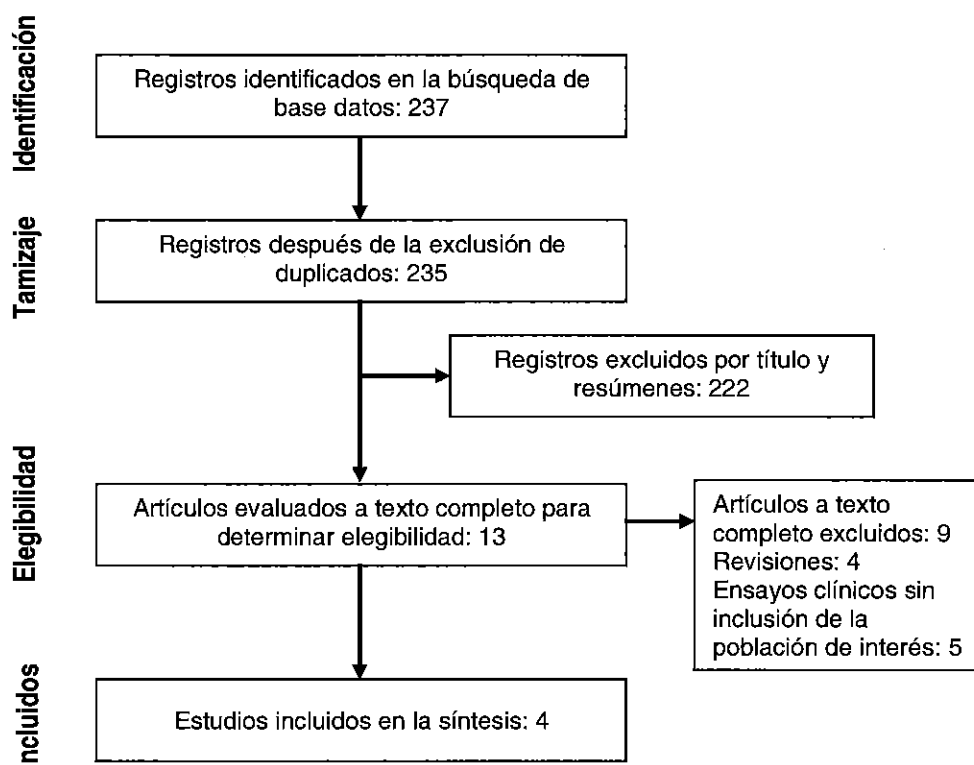 Identificación
Registros identificados en la búsqueda de
base datos: 237
Tamizaje
Registros después de la exclusión de
duplicados: 235
Registros excluidos por título y
resúmenes: 222
Elegibilidad
Artículos evaluados a texto completo para
determinar elegibilidad: 13
Artículos a texto
completo excluidos: 9
Revisiones: 4
Ensayos clínicos sin
inclusión de la
población de interés: 5
ncluidos
Estudios incluidos en la síntesis: 4